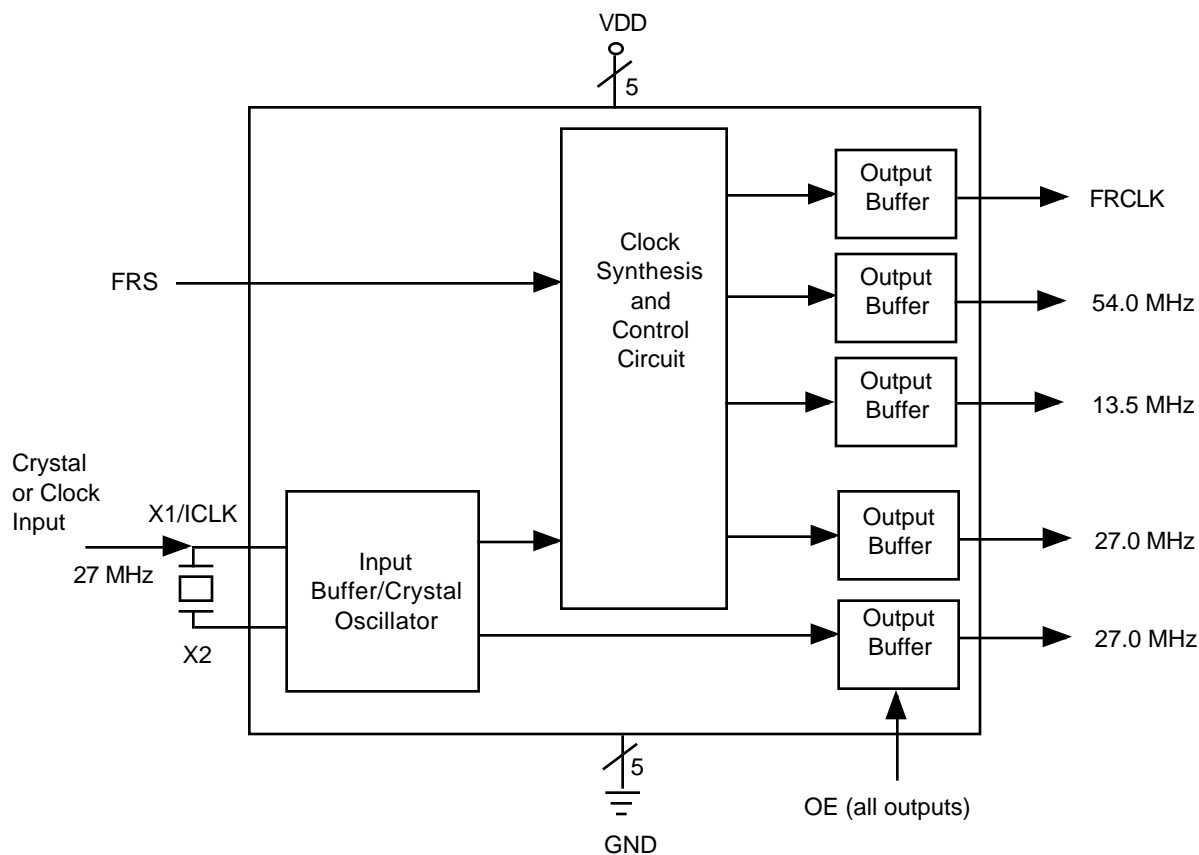 VDD
5
Output
Buffer
FRCLK
Clock
Synthesis
and
Control
Circuit
FRS
Output
Buffer
54.0 MHz
Output
Buffer
13.5 MHz
Crystal
or Clock
Input
X1/ICLK
27 MHz
X2
Input
Buffer/Crystal
Oscillator
Output
Buffer
27.0 MHz
Output
Buffer
27.0 MHz
5
GND
OE (all outputs)